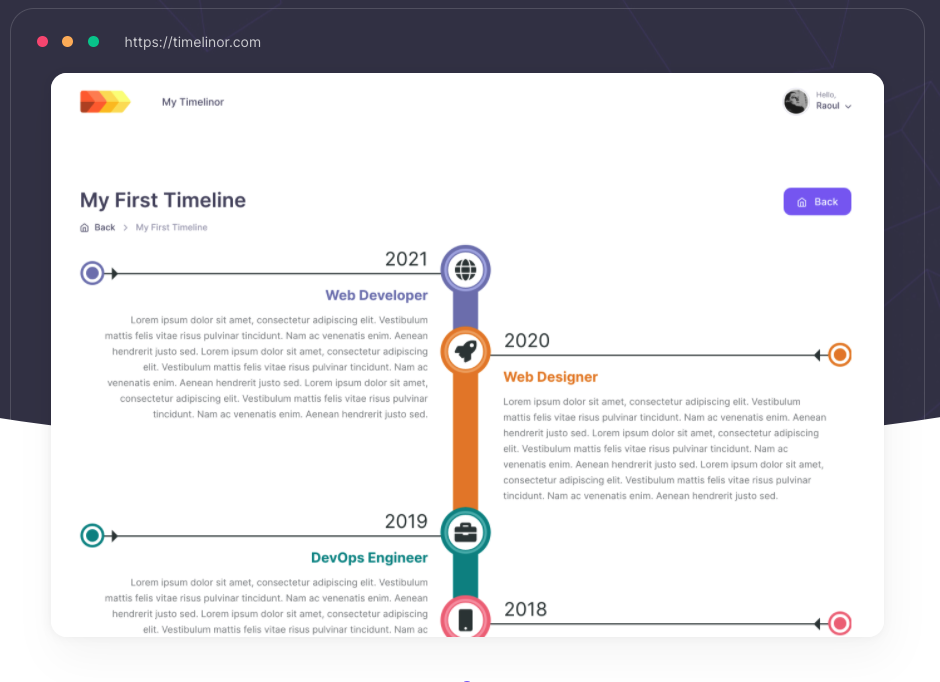 https://timelinor.com
My Timelinor
Hello,
Raoul
My First Timeline
Back
Back
My First Timeline
2021
Web Developer
Lorem ipsum dolor sit amet, consectetur adipiscing elit. Vestibulum
mattis felis vitae risus pulvinar tincidunt. Nam ac venenatis enim. Aenean
hendrerit justo sed. Lorem ipsum dolor sit amet, consectetur adipiscing
elit. Vestibulum mattis felis vitae risus pulvinar tincidunt. Nam ac
venenatis enim. Aenean hendrerit justo sed. Lorem ipsum dolor sit amet,
consectetur adipiscing elit. Vestibulum mattis felis vitae risus pulvinar
tincidunt. Nam ac venenatis enim. Aenean hendrerit justo sed.
2020
Web Designer
Lorem ipsum dolor sit amet, consectetur adipiscing elit. Vestibulum
mattis felis vitae risus pulvinar tincidunt. Nam ac venenatis enim. Aenean
hendrerit justo sed. Lorem ipsum dolor sit amet, consectetur adipiscing
elit. Vestibulum mattis felis vitae risus pulvinar tincidunt. Nam ac
venenatis enim. Aenean hendrerit justo sed. Lorem ipsum dolor sit amet,
consectetur adipiscing elit. Vestibulum mattis felis vitae risus pulvinar
tincidunt. Nam ac venenatis enim. Aenean hendrerit justo sed.
2019
DevOps Engineer
Lorem ipsum dolor sit amet, consectetur adipiscing elit. Vestibulum
mattis felis vitae risus pulvinar tincidunt. Nam ac venenatis enim. Aenean
hendrerit justo sed. Lorem ipsum dolor sit amet, consectetur adipiscing
elit. Vestibulum mattis felis vitae risus pulvinar tincidunt. Nam ac
2018